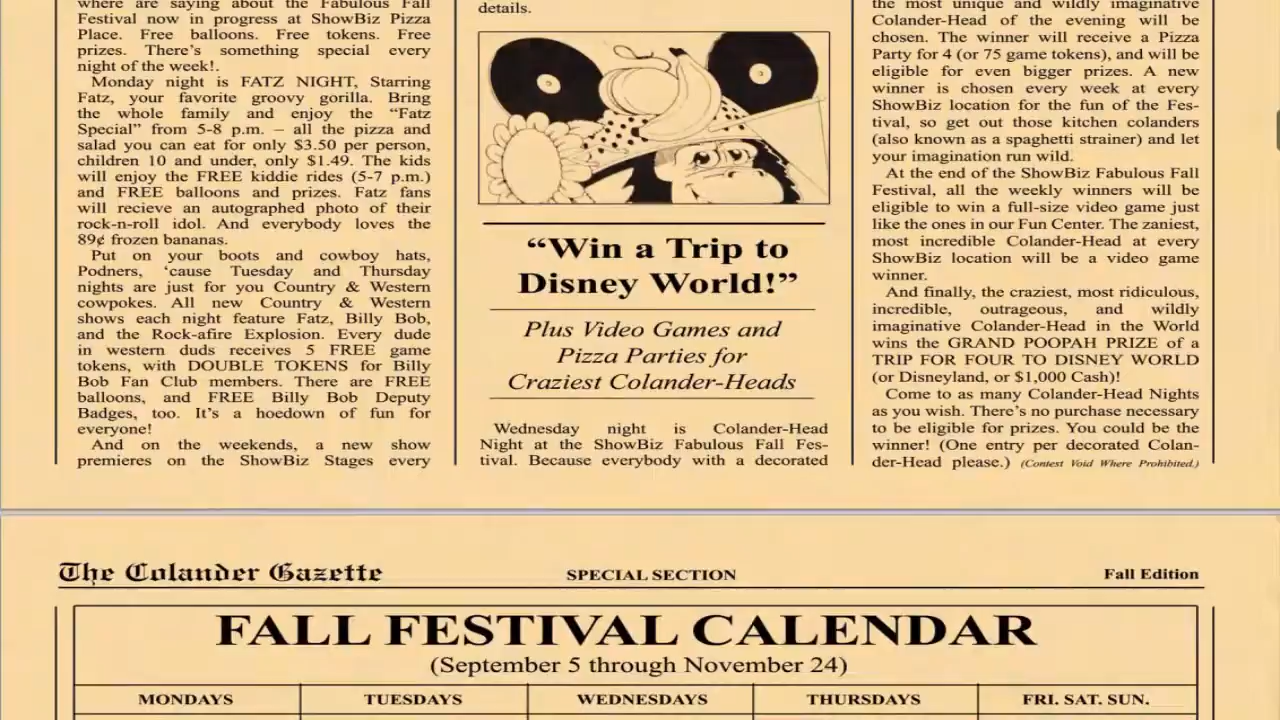 where are saying about the Fabulous Fall
Festival now in progress at ShowBiz Pizza
Place. Free balloons. Free tokens. Free
prizes. There's something special every
night of the week!.
Monday night is FATZ NIGHT, Starring
Fatz, your favorite groovy gorilla. Bring
the whole family and enjoy the “Fatz
Special” from 5-8 p.m. – all the pizza and
salad you can eat for only $3.50 per person,
children 10 and under, only $1.49. The kids
will enjoy the FREE kiddie rides (5-7 p.m.)
and FREE balloons and prizes. Fatz fans
will recieve an autographed photo of their
rock-n-roll idol. And everybody loves the
89¢ frozen bananas.
Put on your boots and cowboy hats,
Podners, ‘cause Tuesday and Thursday
nights are just for you Country & Western
cowpokes. All new Country & Western
shows each night feature Fatz, Billy Bob,
and the Rock-afire Explosion. Every dude
in western duds receives 5 FREE game
tokens, with DOUBLE TOKENS for Billy
Bob Fan Club members. There are FREE
balloons, and FREE Billy Bob Deputy
Badges, too. It’s a hoedown of fun for
everyone!
And on the weekends, a new show
premieres on the ShowBiz Stages every
details.
“Win a Trip to
Disney World!”
Plus Video Games and
Pizza Parties for
Craziest Colander-Heads
Wednesday night is Colander-Head
Night at the ShowBiz Fabulous Fall Fes-
tival. Because everybody with a decorated
the most unique and wildly imaginative
Colander-Head of the evening will be
chosen. The winner will receive a Pizza
Party for 4 (or 75 game tokens), and will be
eligible for even bigger prizes. A new
winner is chosen every week at every
ShowBiz location for the fun of the Fes-
tival, so get out those kitchen colanders
(also known as a spaghetti strainer) and let
your imagination run wild.
At the end of the ShowBiz Fabulous Fall
Festival, all the weekly winners will be
eligible to win a full-size video game just
like the ones in our Fun Center. The zaniest,
most incredible Colander-Head at every
ShowBiz location will be a video game
winner.
And finally, the craziest, most ridiculous,
incredible, outrageous, and wildly
imaginative Colander-Head in the World
wins the GRAND POOPAH PRIZE of a
TRIP FOR FOUR TO DISNEY WORLD
(or Disneyland, or $1,000 Cash)!
Come to as many Colander-Head Nights
as you wish. There’s no purchase necessary
to be eligible for prizes. You could be the
winner! (One entry per decorated Colan-
der-Head please.) (Contest Void Where Prohibited.)
The Colander Gazette
SPECIAL SECTION
Fall Edition
FALL FESTIVAL CALENDAR
(September 5 through November 24)
MONDAYS
TUESDAYS
WEDNESDAYS
THURSDAYS
FRI. SAT. SUN.